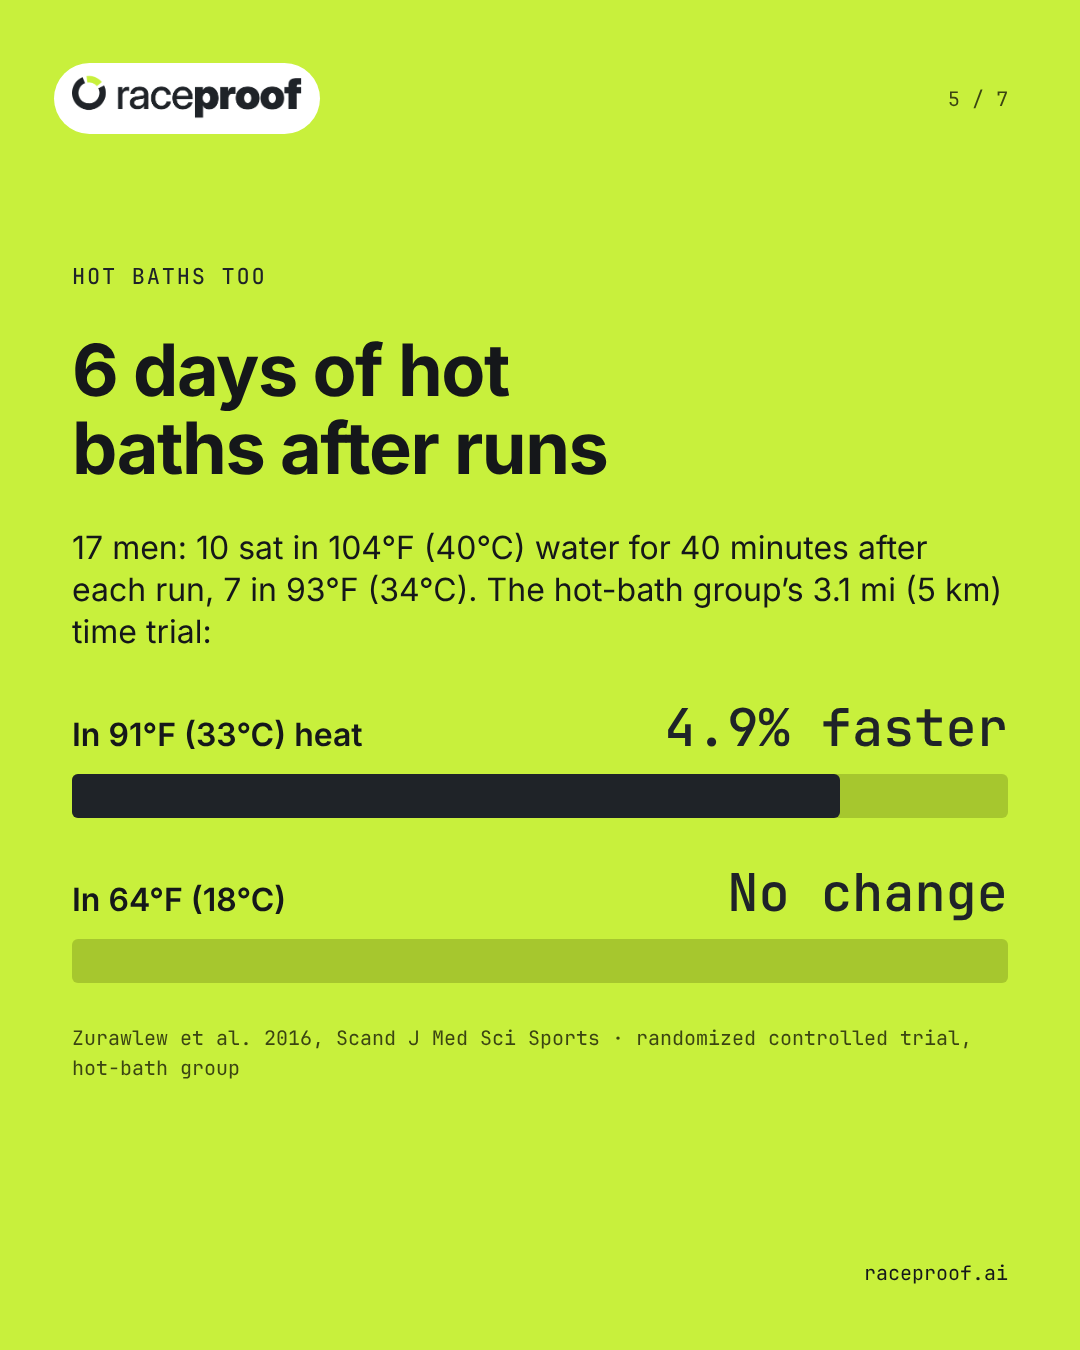 raceproof
5 / 7
HOT BATHS TOO
6 days of hot
baths after runs
17 men: 10 sat in 104°F (40°C) water for 40 minutes after
each run, 7 in 93°F (34°C). The hot-bath group’s 3.1 mi (5 km)
time trial:
In 91°F (33°C) heat
4.9% faster
In 64°F (18°C)
No change
Zurawlew et al. 2016, Scand J Med Sci Sports · randomized controlled trial,
hot-bath group
raceproof.ai